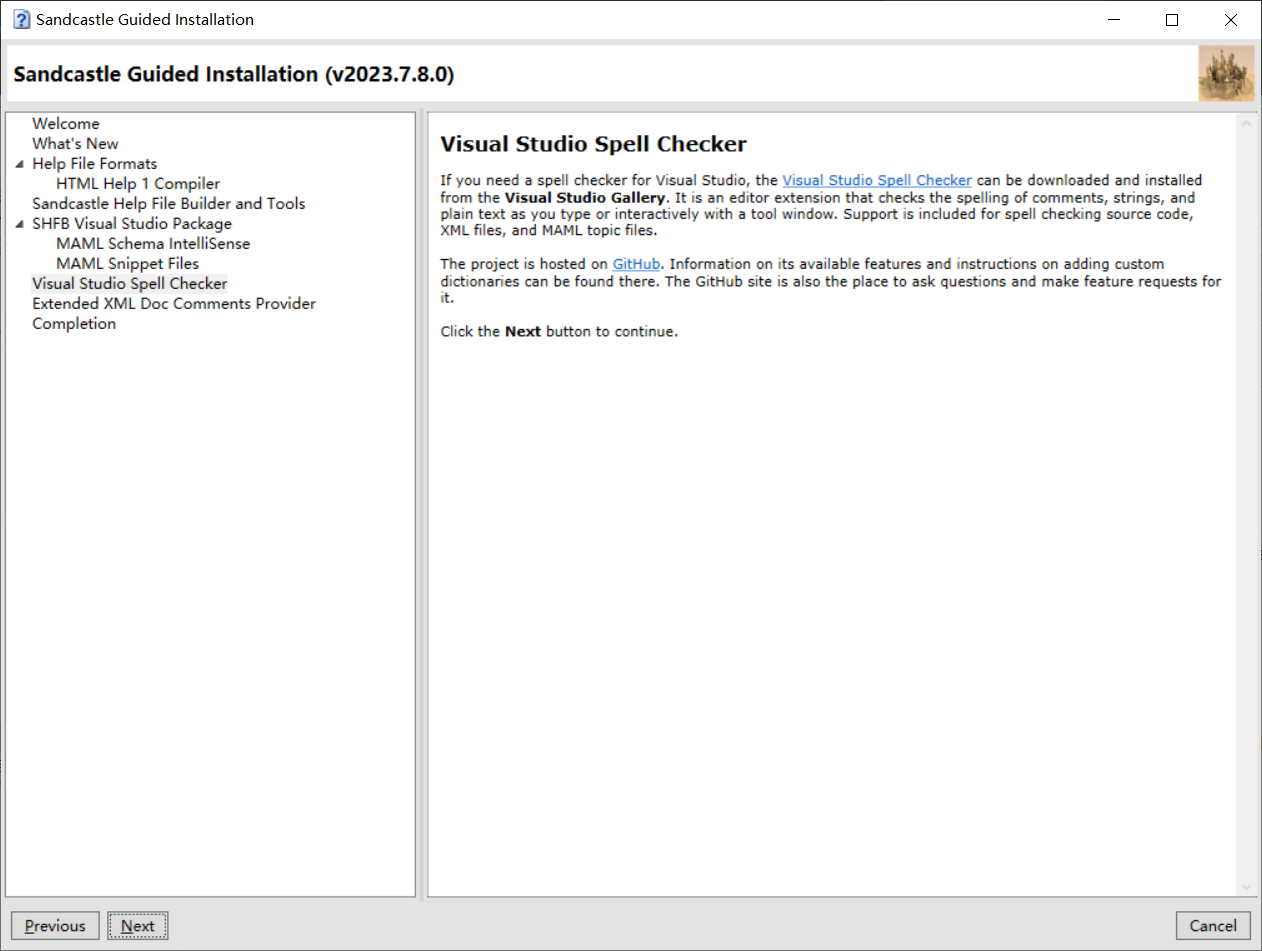 Sandcastle Guided Installation
Sandcastle Guided Installation (v2023.7.8.0)
Welcome
What's New
Help File Formats
HTML Help 1 Compiler
Sandcastle Help File Builder and Tools
SHFB Visual Studio Package
MAML Schema IntelliSense
MAML Snippet Files
Visual Studio Spell Checker
Extended XML Doc Comments Provider
Completion
Visual Studio Spell Checker
If you need a spell checker for Visual Studio, the Visual Studio Spell Checker can be downloaded and installed
from the Visual Studio Gallery. It is an editor extension that checks the spelling of comments, strings, and
plain text as you type or interactively with a tool window. Support is included for spell checking source code,
XML files, and MAML topic files.
The project is hosted on GitHub. Information on its available features and instructions on adding custom
dictionaries can be found there. The GitHub site is also the place to ask questions and make feature requests for
it.
Click the Next button to continue.
Previous
Next
Cancel